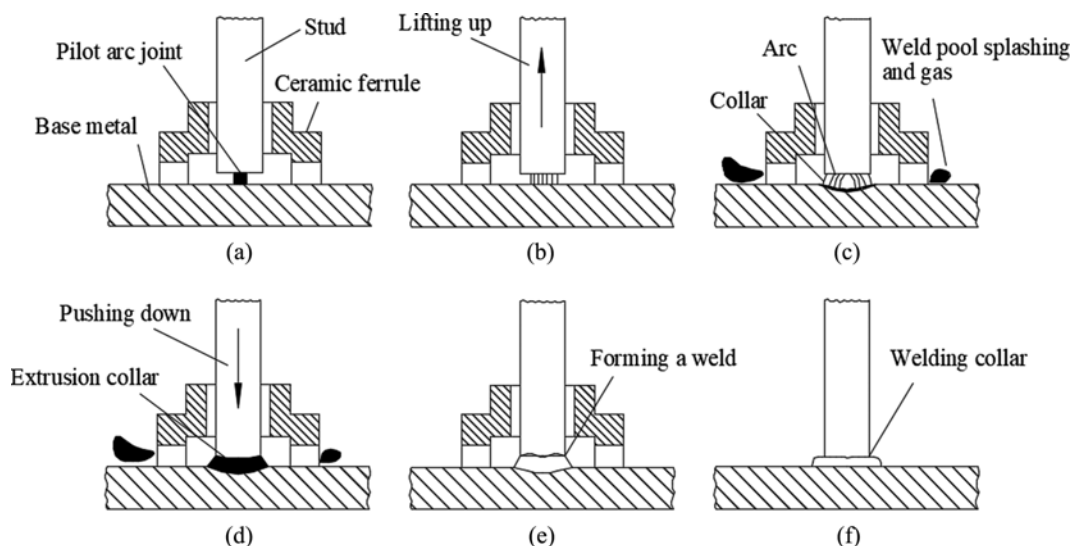 Pilot arc joint
Stud
Ceramic ferrule
Base metal
(a)
Lifting up
(b)
Arc
Weld pool splashing
and gas
Collar
(c)
Pushing down
Extrusion collar
(d)
Forming a weld
(e)
Welding collar
(f)